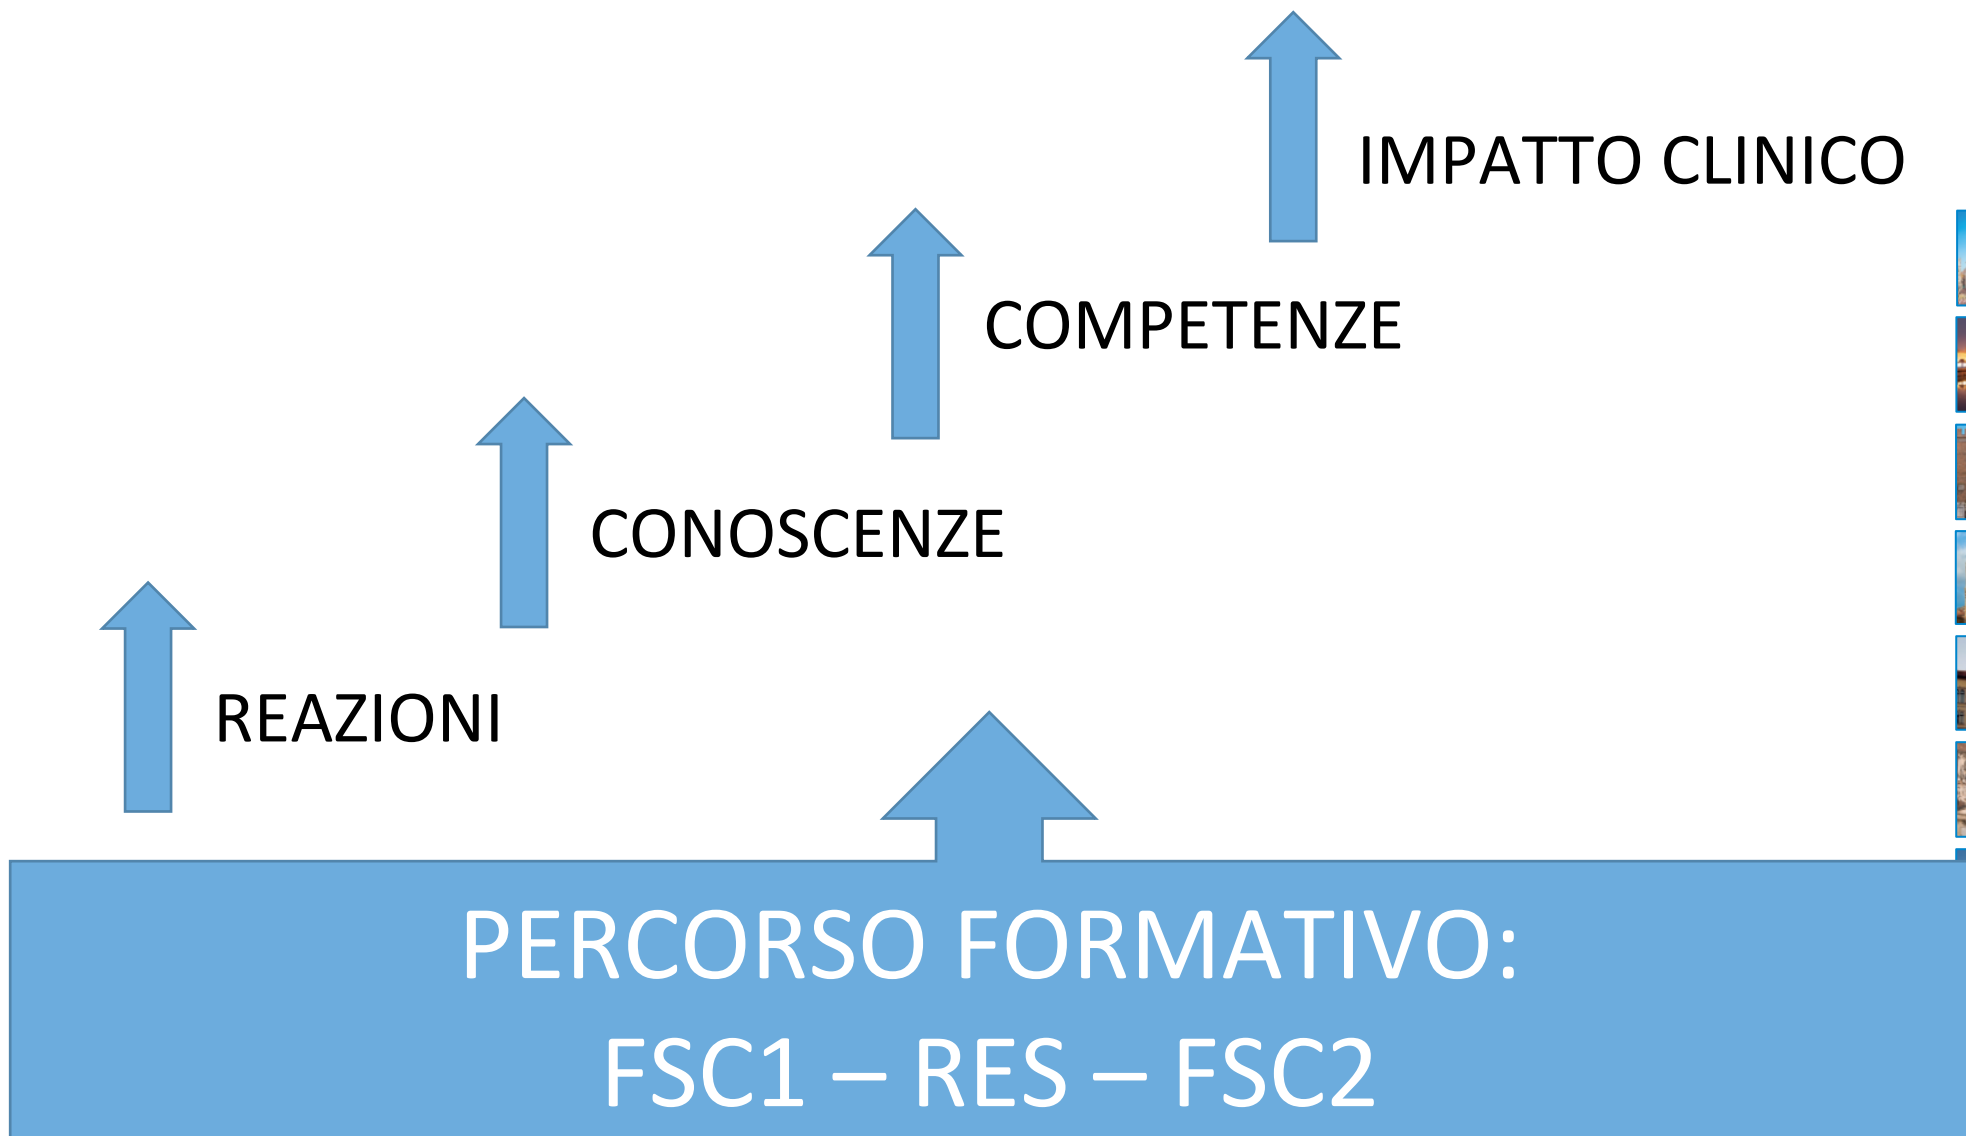 IMPATTO CLINICO
COMPETENZE
CONOSCENZE
REAZIONI
PERCORSO FORMATIVO:
FSC1 – RES – FSC2